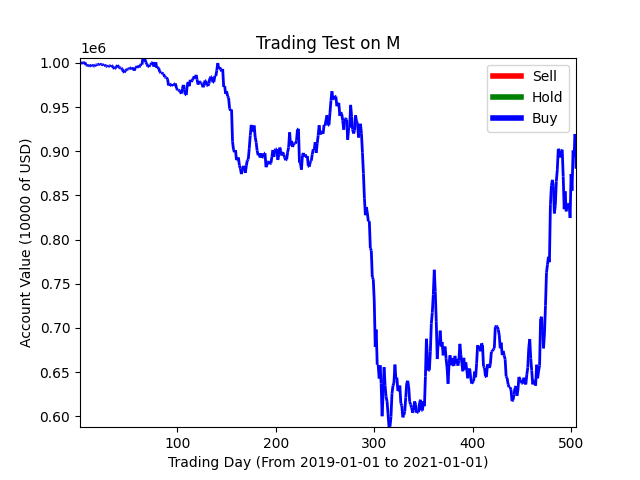 Trading Test on M
1e6
1.00
0.95
0.90
0.85
0.80
0.75
0.70
0.65
0.60
Account Value (10000 of USD)
Sell
Hold
Buy
100
200
300
400
500
Trading Day (From 2019-01-01 to 2021-01-01)